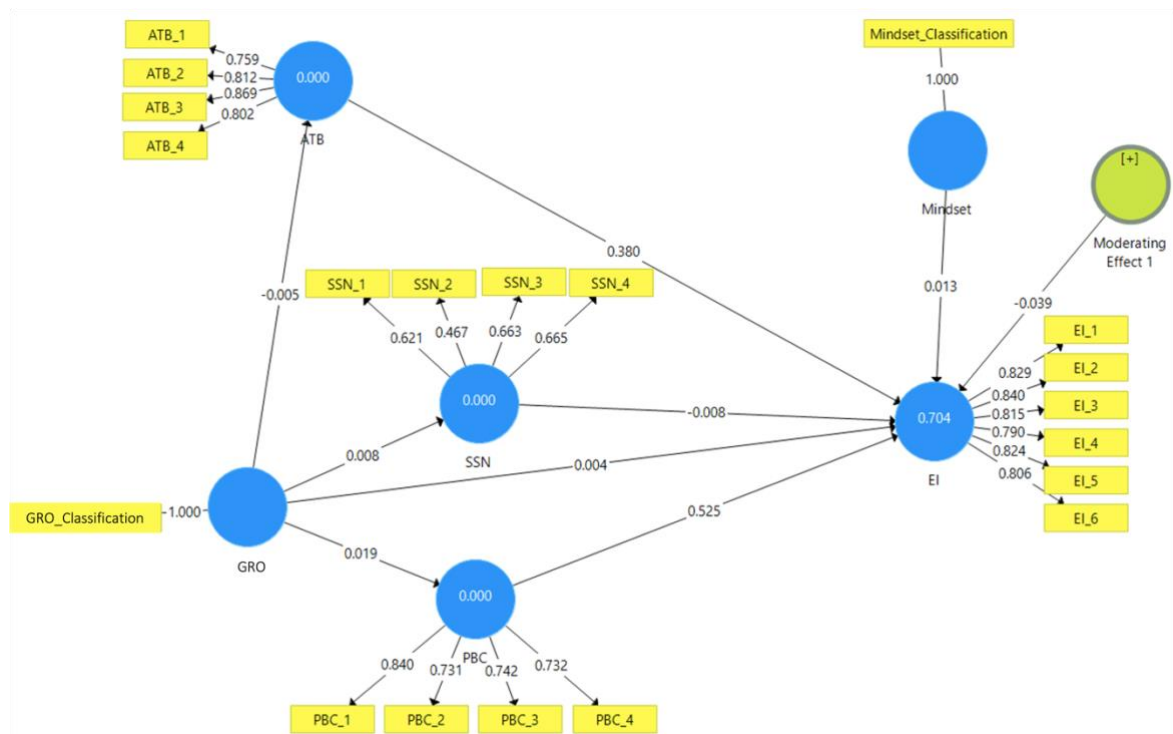 ATB_1
ATB_2
ATB_3
ATB_4
0.759
0.812
0.869
0.802
0.000
ATB
Mindset_Classification
1.000
Mindset
[+]
Moderating
Effect 1
0.380
-0.005
0.013
-0.039
SSN_1
SSN_2
SSN_3
SSN_4
0.621
0.467
0.663
0.665
0.000
SSN
-0.008
0.008
0.004
0.704
EI
EI_1
EI_2
EI_3
EI_4
EI_5
EI_6
0.829
0.840
0.815
0.790
0.824
0.806
GRO_Classification
1.000
GRO
0.019
0.525
0.000
PBC
0.840
0.731
0.742
0.732
PBC_1
PBC_2
PBC_3
PBC_4